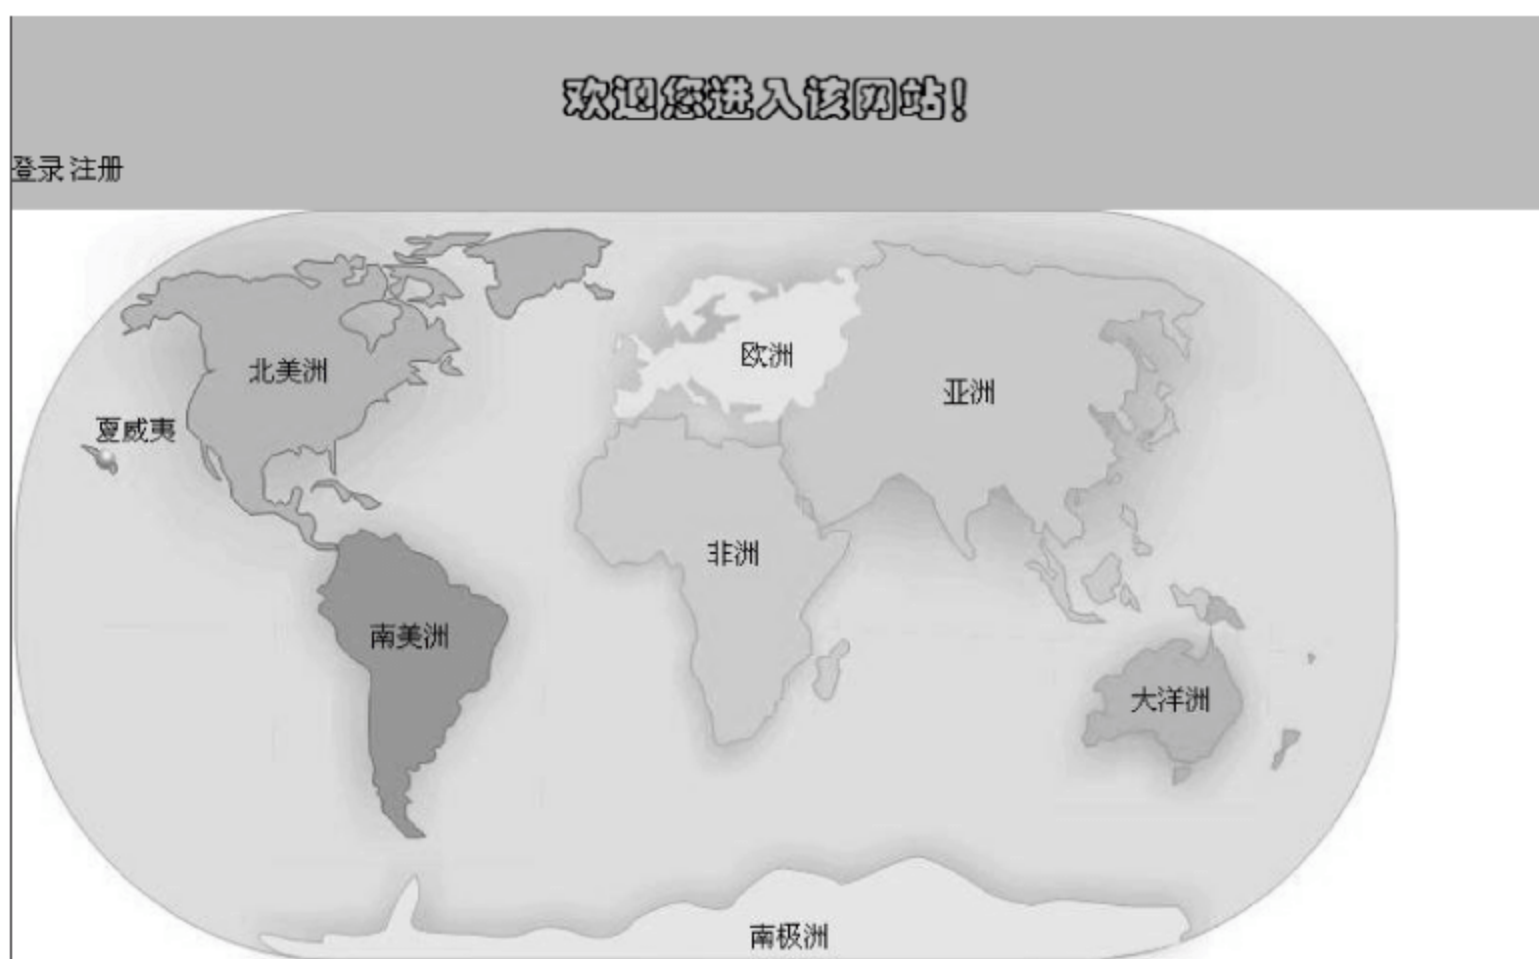 欢迎您进入该网站！
登录 注册
北美洲
欧洲
亚洲
夏威夷
非洲
南美洲
大洋洲
南极洲